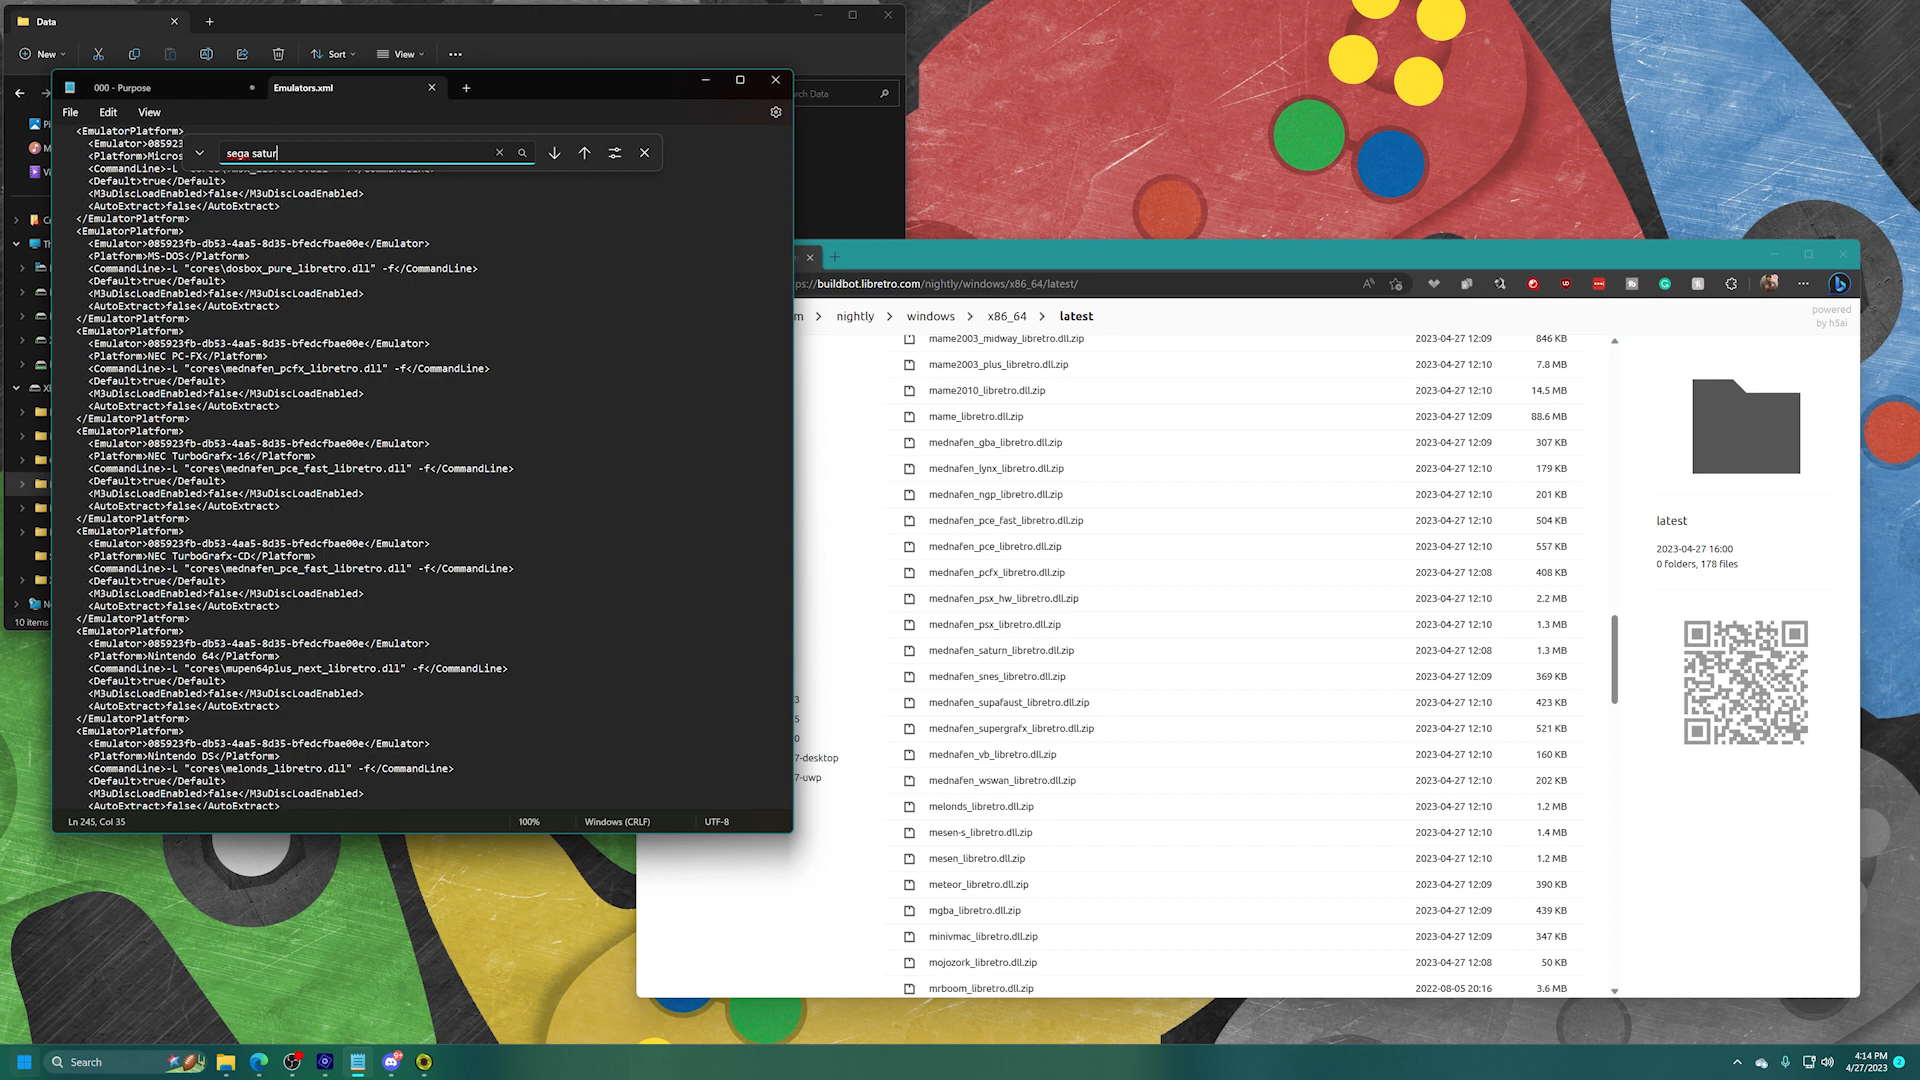 Data
New
Sort
View
000 - Purpose
Emulators.xml
Data
File
Edit
View
sega satur
<EmulatorPlatform>
<Emulator>085923
<Platform>Micros
<CommandLine>-L
<Default>true</Default>
<M3uDiscLoadEnabled>false</M3uDiscLoadEnabled>
<AutoExtract>false</AutoExtract>
</EmulatorPlatform>
<EmulatorPlatform>
<Emulator>085923fb-db53-4aa5-8d35-bfedcfbae00e</Emulator>
<Platform>MS-DOS</Platform>
<CommandLine>-L "cores\dosbox_pure_libretro.dll" -f</CommandLine>
<Default>true</Default>
<M3uDiscLoadEnabled>false</M3uDiscLoadEnabled>
<AutoExtract>false</AutoExtract>
</EmulatorPlatform>
<EmulatorPlatform>
<Emulator>085923fb-db53-4aa5-8d35-bfedcfbae00e</Emulator>
<Platform>NEC PC-FX</Platform>
<CommandLine>-L "cores\mednafen_pcfx_libretro.dll" -f</CommandLine>
<Default>true</Default>
<M3uDiscLoadEnabled>false</M3uDiscLoadEnabled>
<AutoExtract>false</AutoExtract>
</EmulatorPlatform>
<EmulatorPlatform>
<Emulator>085923fb-db53-4aa5-8d35-bfedcfbae00e</Emulator>
<Platform>NEC TurboGrafx-16</Platform>
<CommandLine>-L "cores\mednafen_pce_fast_libretro.dll" -f</CommandLine>
<Default>true</Default>
<M3uDiscLoadEnabled>false</M3uDiscLoadEnabled>
<AutoExtract>false</AutoExtract>
</EmulatorPlatform>
<EmulatorPlatform>
<Emulator>085923fb-db53-4aa5-8d35-bfedcfbae00e</Emulator>
<Platform>NEC TurboGrafx-CD</Platform>
<CommandLine>-L "cores\mednafen_pce_fast_libretro.dll" -f</CommandLine>
<Default>true</Default>
<M3uDiscLoadEnabled>false</M3uDiscLoadEnabled>
<AutoExtract>false</AutoExtract>
</EmulatorPlatform>
<EmulatorPlatform>
<Emulator>085923fb-db53-4aa5-8d35-bfedcfbae00e</Emulator>
<Platform>Nintendo 64</Platform>
<CommandLine>-L "cores\mupen64plus_next_libretro.dll" -f</CommandLine>
<Default>true</Default>
<M3uDiscLoadEnabled>false</M3uDiscLoadEnabled>
<AutoExtract>false</AutoExtract>
</EmulatorPlatform>
<EmulatorPlatform>
<Emulator>085923fb-db53-4aa5-8d35-bfedcfbae00e</Emulator>
<Platform>Nintendo DS</Platform>
<CommandLine>-L "cores\melonds_libretro.dll" -f</CommandLine>
<Default>true</Default>
<M3uDiscLoadEnabled>false</M3uDiscLoadEnabled>
<AutoExtract>false</AutoExtract>
Ln 245, Col 35
100%
Windows (CRLF)
UTF-8
10 items
ps://buildbot.libretro.com/nightly/windows/x86_64/latest/
m > nightly > windows > x86_64 > latest
powered
by h5ai
mame2003_midway_libretro.dll.zip 2023-04-27 12:09 846 KB
mame2003_plus_libretro.dll.zip 2023-04-27 12:10 7.8 MB
mame2010_libretro.dll.zip 2023-04-27 12:10 14.5 MB
mame_libretro.dll.zip 2023-04-27 12:09 88.6 MB
mednafen_gba_libretro.dll.zip 2023-04-27 12:09 307 KB
mednafen_lynx_libretro.dll.zip 2023-04-27 12:10 179 KB
mednafen_ngp_libretro.dll.zip 2023-04-27 12:10 201 KB
mednafen_pce_fast_libretro.dll.zip 2023-04-27 12:10 504 KB
mednafen_pce_libretro.dll.zip 2023-04-27 12:10 557 KB
mednafen_pcfx_libretro.dll.zip 2023-04-27 12:08 408 KB
mednafen_psx_hw_libretro.dll.zip 2023-04-27 12:10 2.2 MB
mednafen_psx_libretro.dll.zip 2023-04-27 12:10 1.3 MB
mednafen_saturn_libretro.dll.zip 2023-04-27 12:08 1.3 MB
mednafen_snes_libretro.dll.zip 2023-04-27 12:09 369 KB
mednafen_supafaust_libretro.dll.zip 2023-04-27 12:10 423 KB
mednafen_supergrafx_libretro.dll.zip 2023-04-27 12:10 521 KB
mednafen_vb_libretro.dll.zip 2023-04-27 12:10 160 KB
mednafen_wswan_libretro.dll.zip 2023-04-27 12:10 202 KB
melonds_libretro.dll.zip 2023-04-27 12:10 1.2 MB
mesen-s_libretro.dll.zip 2023-04-27 12:10 1.4 MB
mesen_libretro.dll.zip 2023-04-27 12:10 1.2 MB
meteor_libretro.dll.zip 2023-04-27 12:09 390 KB
mgba_libretro.dll.zip 2023-04-27 12:09 439 KB
minivmac_libretro.dll.zip 2023-04-27 12:09 347 KB
mojozork_libretro.dll.zip 2023-04-27 12:08 50 KB
mrboom_libretro.dll.zip 2022-08-05 20:16 3.6 MB
3
5
0
7-desktop
7-uwp
latest
2023-04-27 16:00
0 folders, 178 files
Search
4:14 PM
4/27/2023
2